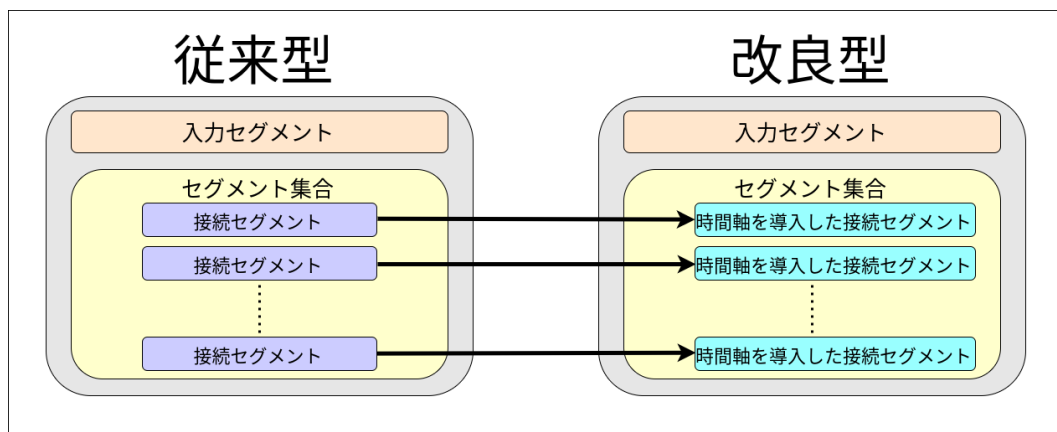 従来型
入力セグメント
セグメント集合
接続セグメント
接続セグメント
接続セグメント
改良型
入力セグメント
セグメント集合
時間軸を導入した接続セグメント
時間軸を導入した接続セグメント
時間軸を導入した接続セグメント